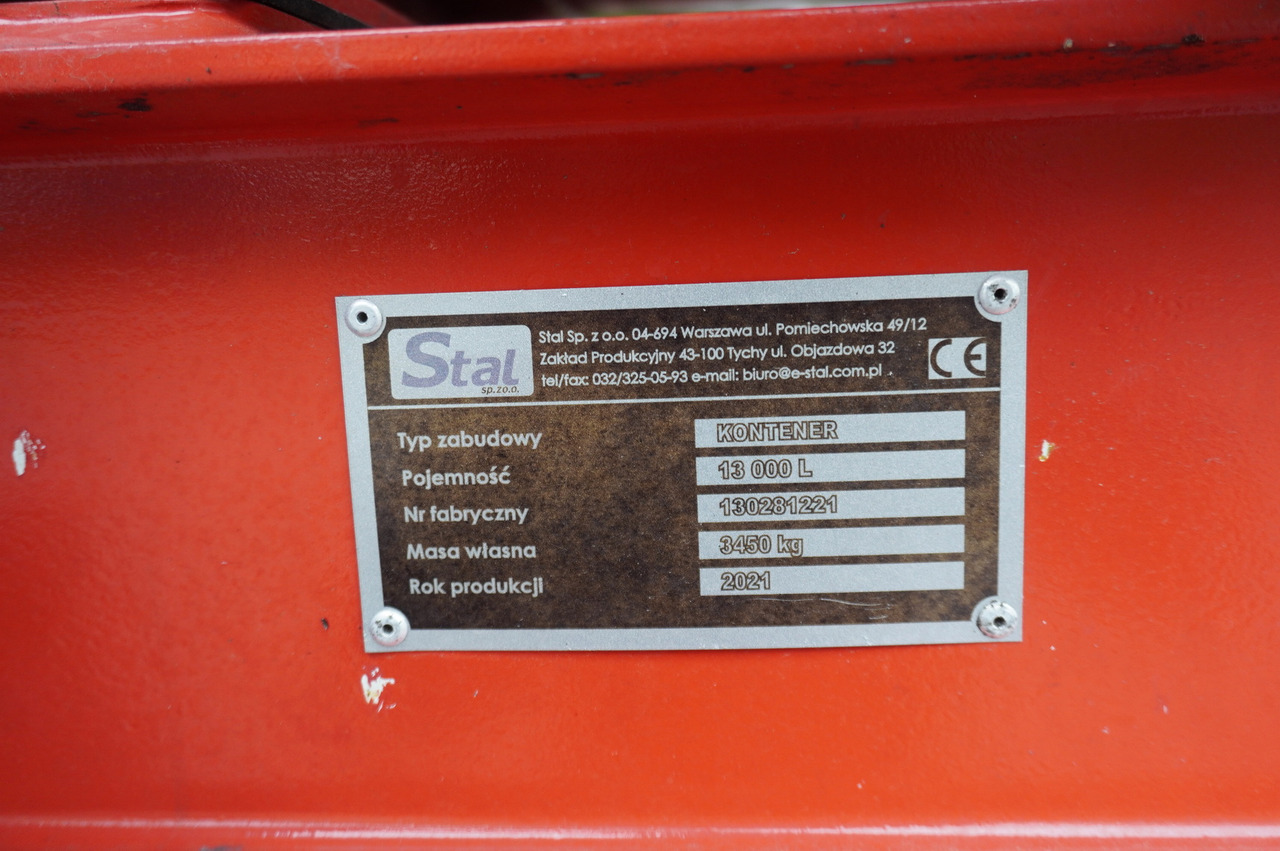 Stal
sp. z o.o.
Stal Sp. z o.o. 04-694 Warszawa ul. Pomiechowska 49/12
Zakład Produkcyjny 43-100 Tychy ul. Objazdowa 32
tel/fax: 032/325-05-93 e-mail: biuro@e-stal.com.pl
CE
Typ zabudowy KONTENER
Pojemność 13 000 L
Nr fabryczny 130281221
Masa własna 3450 kg
Rok produkcji 2021